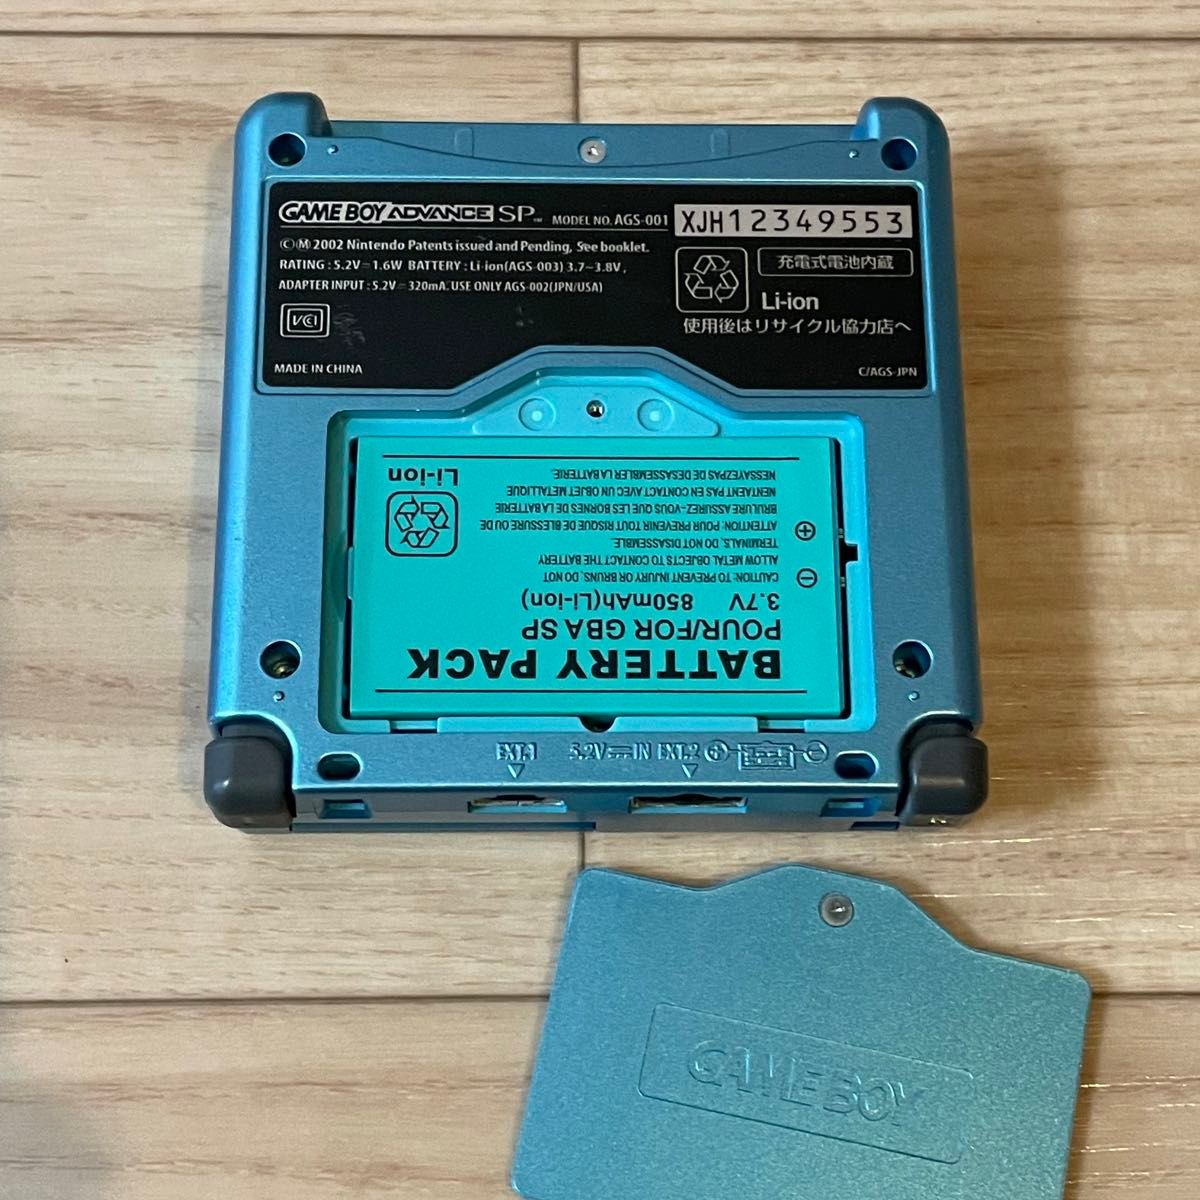 GAME BOY ADVANCE SP™ MODEL NO. AGS-001 XJH12349553
©Ⓜ 2002 Nintendo Patents issued and Pending, See booklet.
RATING : 5.2V⎓1.6W BATTERY : Li-ion(AGS-003) 3.7~3.8V,
ADAPTER INPUT : 5.2V⎓320mA. USE ONLY AGS-002(JPN/USA)
VCI
MADE IN CHINA
充電式電池内蔵
Li-ion
使用後はリサイクル協力店へ
C/AGS-JPN
BATTERY PACK
POUR/FOR GBA SP
3.7V 850mAh(Li-ion)
CAUTION: TO PREVENT INJURY OR BRUNS, DO NOT
ALLOW METAL OBJECTS TO CONTACT THE BATTERY
TERMINALS, DO NOT DISASSEMBLE.
ATTENTION: POUR PREVENIR TOUT RISQUE DE BLESSURE OU DE
BRULURE ASSUREZ-VOUS QUE LES BORNES DE LA BATTERIE
NENTAENT PAS EN CONTACT AVEC UN OBJET METALLIQUE
NESSAYEZPAS DE DESASSEMBLER LA BATTERIE.
Li-ion
EXT.1 5.2V⎓IN EXT.2
GAME BOY